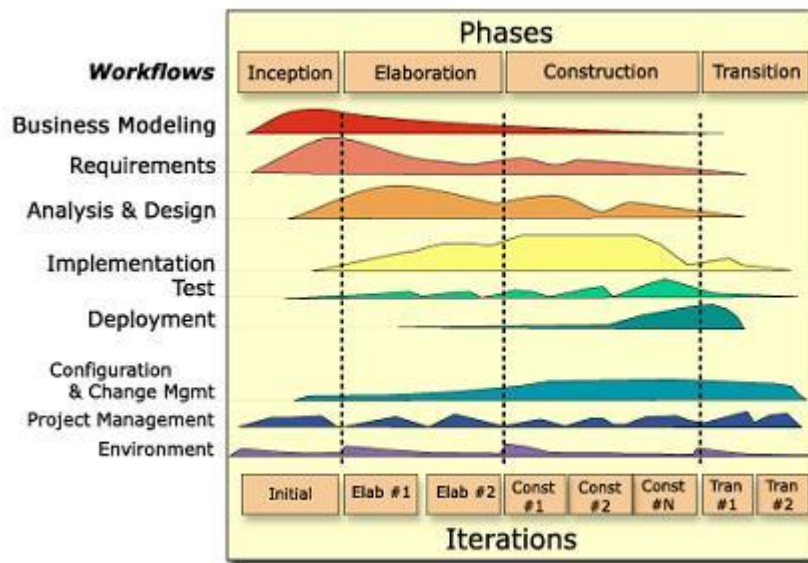 Phases
Workflows Inception Elaboration Construction Transition
Business Modeling
Requirements
Analysis & Design
Implementation
Test
Deployment
Configuration
& Change Mgmt
Project Management
Environment
Initial Elab #1 Elab #2 Const #1 Const #2 Const #N Tran #1 Tran #2
Iterations